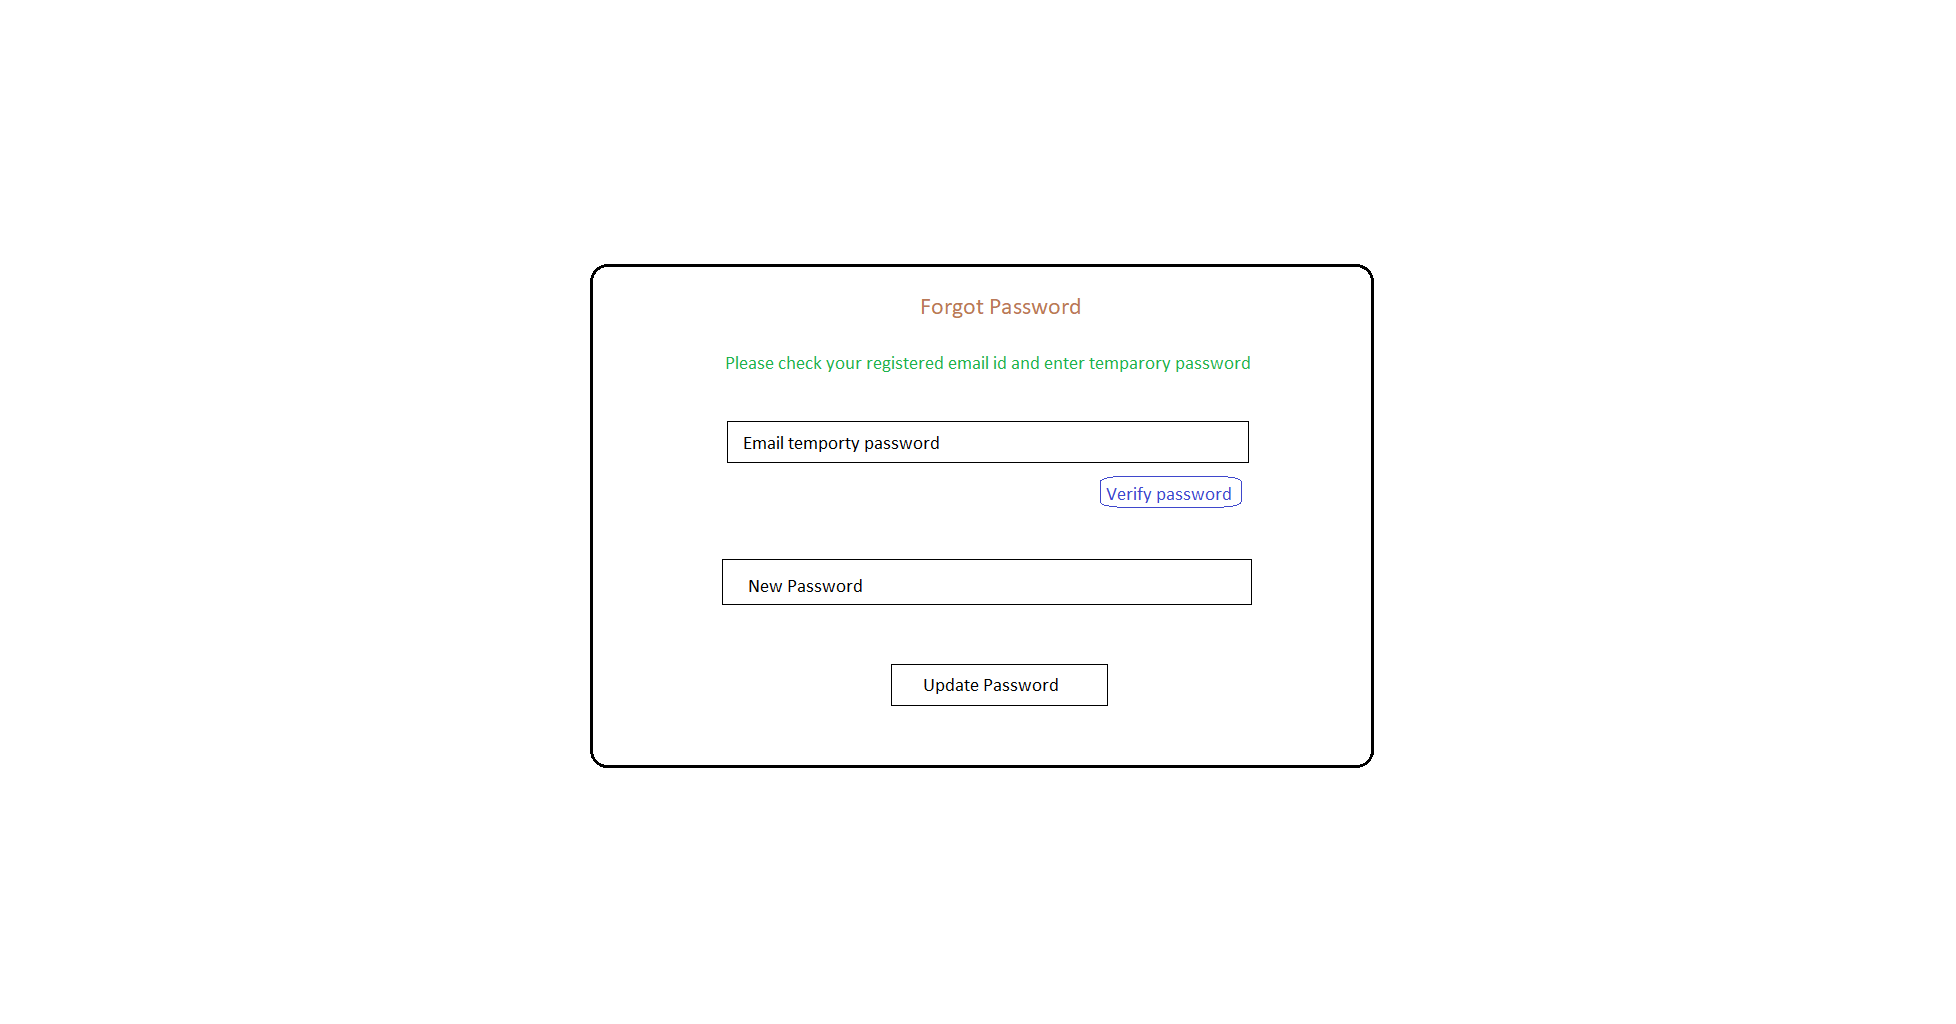 Forgot Password
Please check your registered email id and enter temparory password
Email temporty password
Verify password
New Password
Update Password